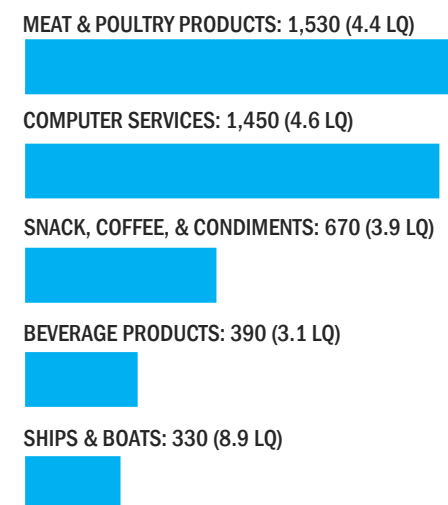 MEAT & POULTRY PRODUCTS: 1,530 (4.4 LQ)
COMPUTER SERVICES: 1,450 (4.6 LQ)
SNACK, COFFEE, & CONDIMENTS: 670 (3.9 LQ)
BEVERAGE PRODUCTS: 390 (3.1 LQ)
SHIPS & BOATS: 330 (8.9 LQ)